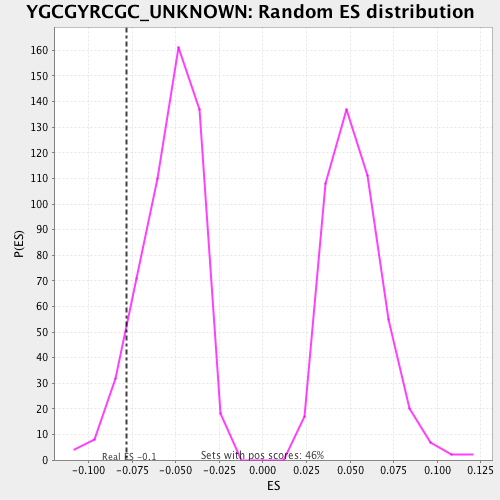 YGCGYRCGC_UNKNOWN: Random ES distribution
P(ES)
160
150
140
130
120
110
100
90
80
70
60
50
40
30
20
10
0
Real ES -0.1
Sets with pos scores: 46%
-0.100 -0.075 -0.050 -0.025 0.000 0.025 0.050 0.075 0.100 0.125
ES